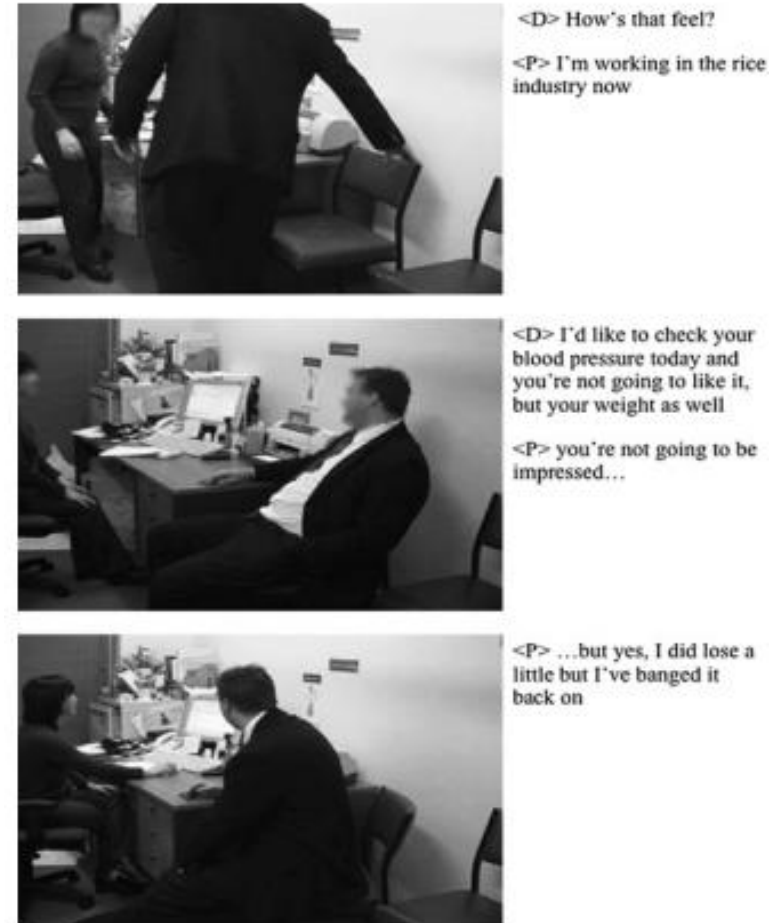 <D> How's that feel?
<P> I'm working in the rice
industry now
<D> I'd like to check your
blood pressure today and
you're not going to like it,
but your weight as well
<P> you're not going to be
impressed…
<P> …but yes, I did lose a
little but I've banged it
back on